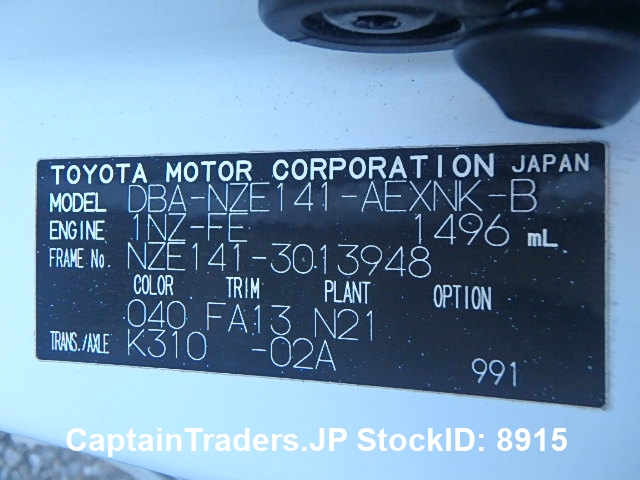 TOYOTA MOTOR CORPORATION JAPAN
MODEL DBA-NZE141-AEXNK-B
ENGINE 1NZ-FE 1496 mL
FRAME No. NZE141-3013948
COLOR TRIM PLANT OPTION
040 FA13 N21
TRANS./AXLE K310 -02A
991
CaptainTraders.JP StockID: 8915